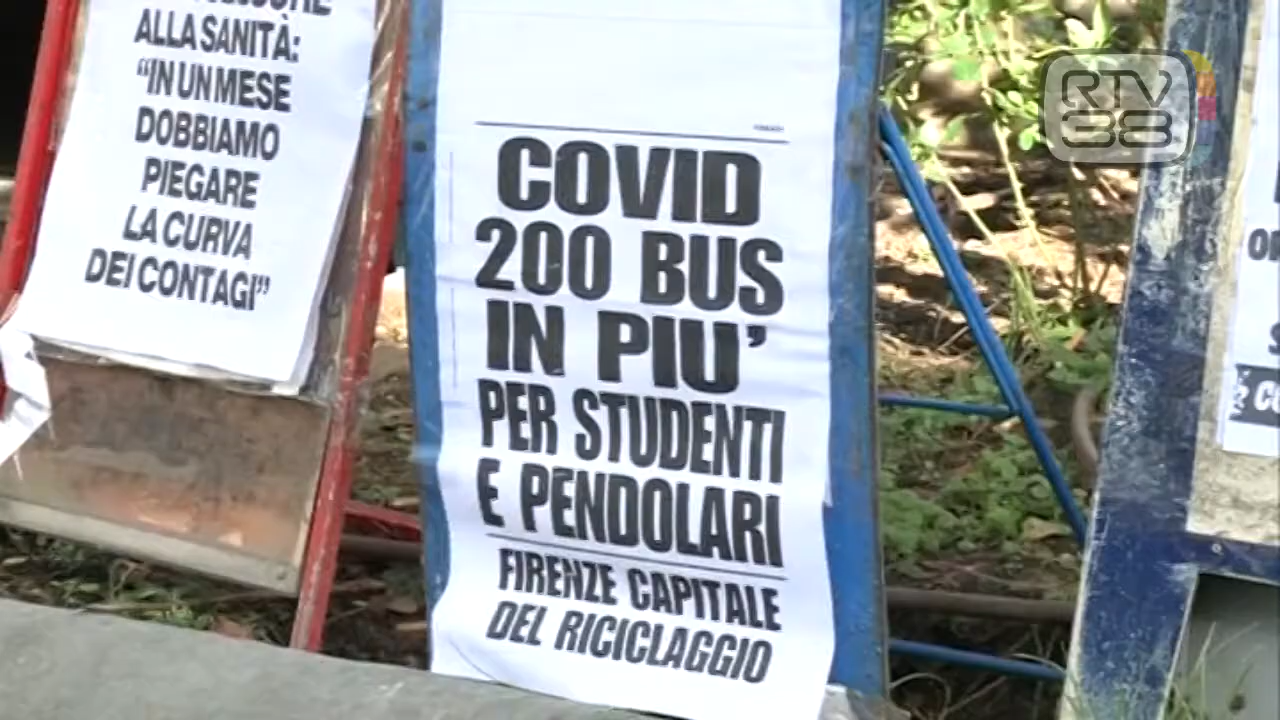 ALLA SANITÀ:
“IN UN MESE
DOBBIAMO
PIEGARE
LA CURVA
DEI CONTAGI”
COVID
200 BUS
IN PIU’
PER STUDENTI
E PENDOLARI
FIRENZE CAPITALE
DEL RICICLAGGIO
RTV
38